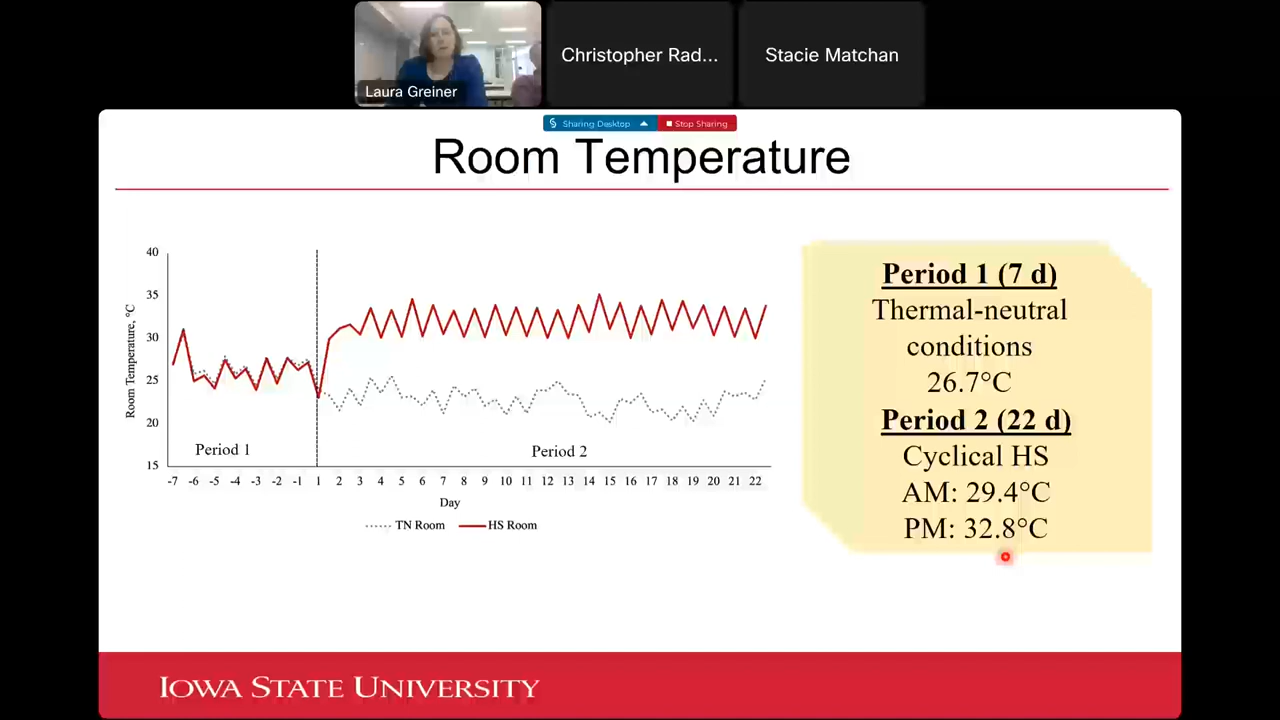 Laura Greiner
Christopher Rad...
Stacie Matchan
Sharing Desktop
Stop Sharing
Room Temperature
Room Temperature, °C
40
35
30
25
20
15
Period 1
Period 2
-7 -6 -5 -4 -3 -2 -1 1 2 3 4 5 6 7 8 9 10 11 12 13 14 15 16 17 18 19 20 21 22
Day
TN Room HS Room
Period 1 (7 d)
Thermal-neutral
conditions
26.7°C
Period 2 (22 d)
Cyclical HS
AM: 29.4°C
PM: 32.8°C
IOWA STATE UNIVERSITY